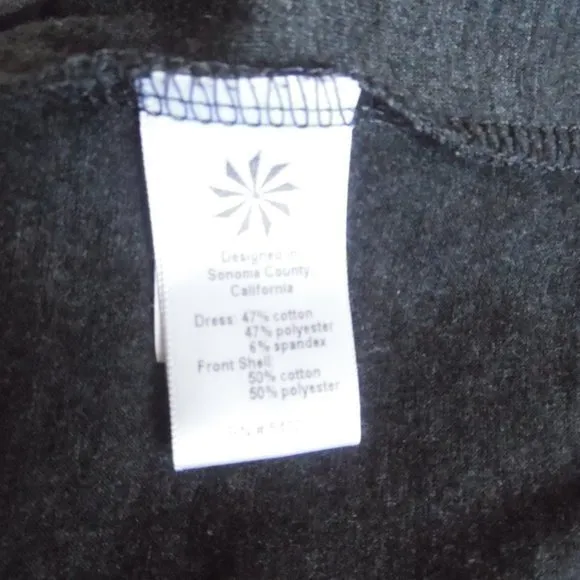 Designed in
Sonoma County
California
Dress: 47% cotton
47% polyester
6% spandex
Front Shell:
50% cotton
50% polyester